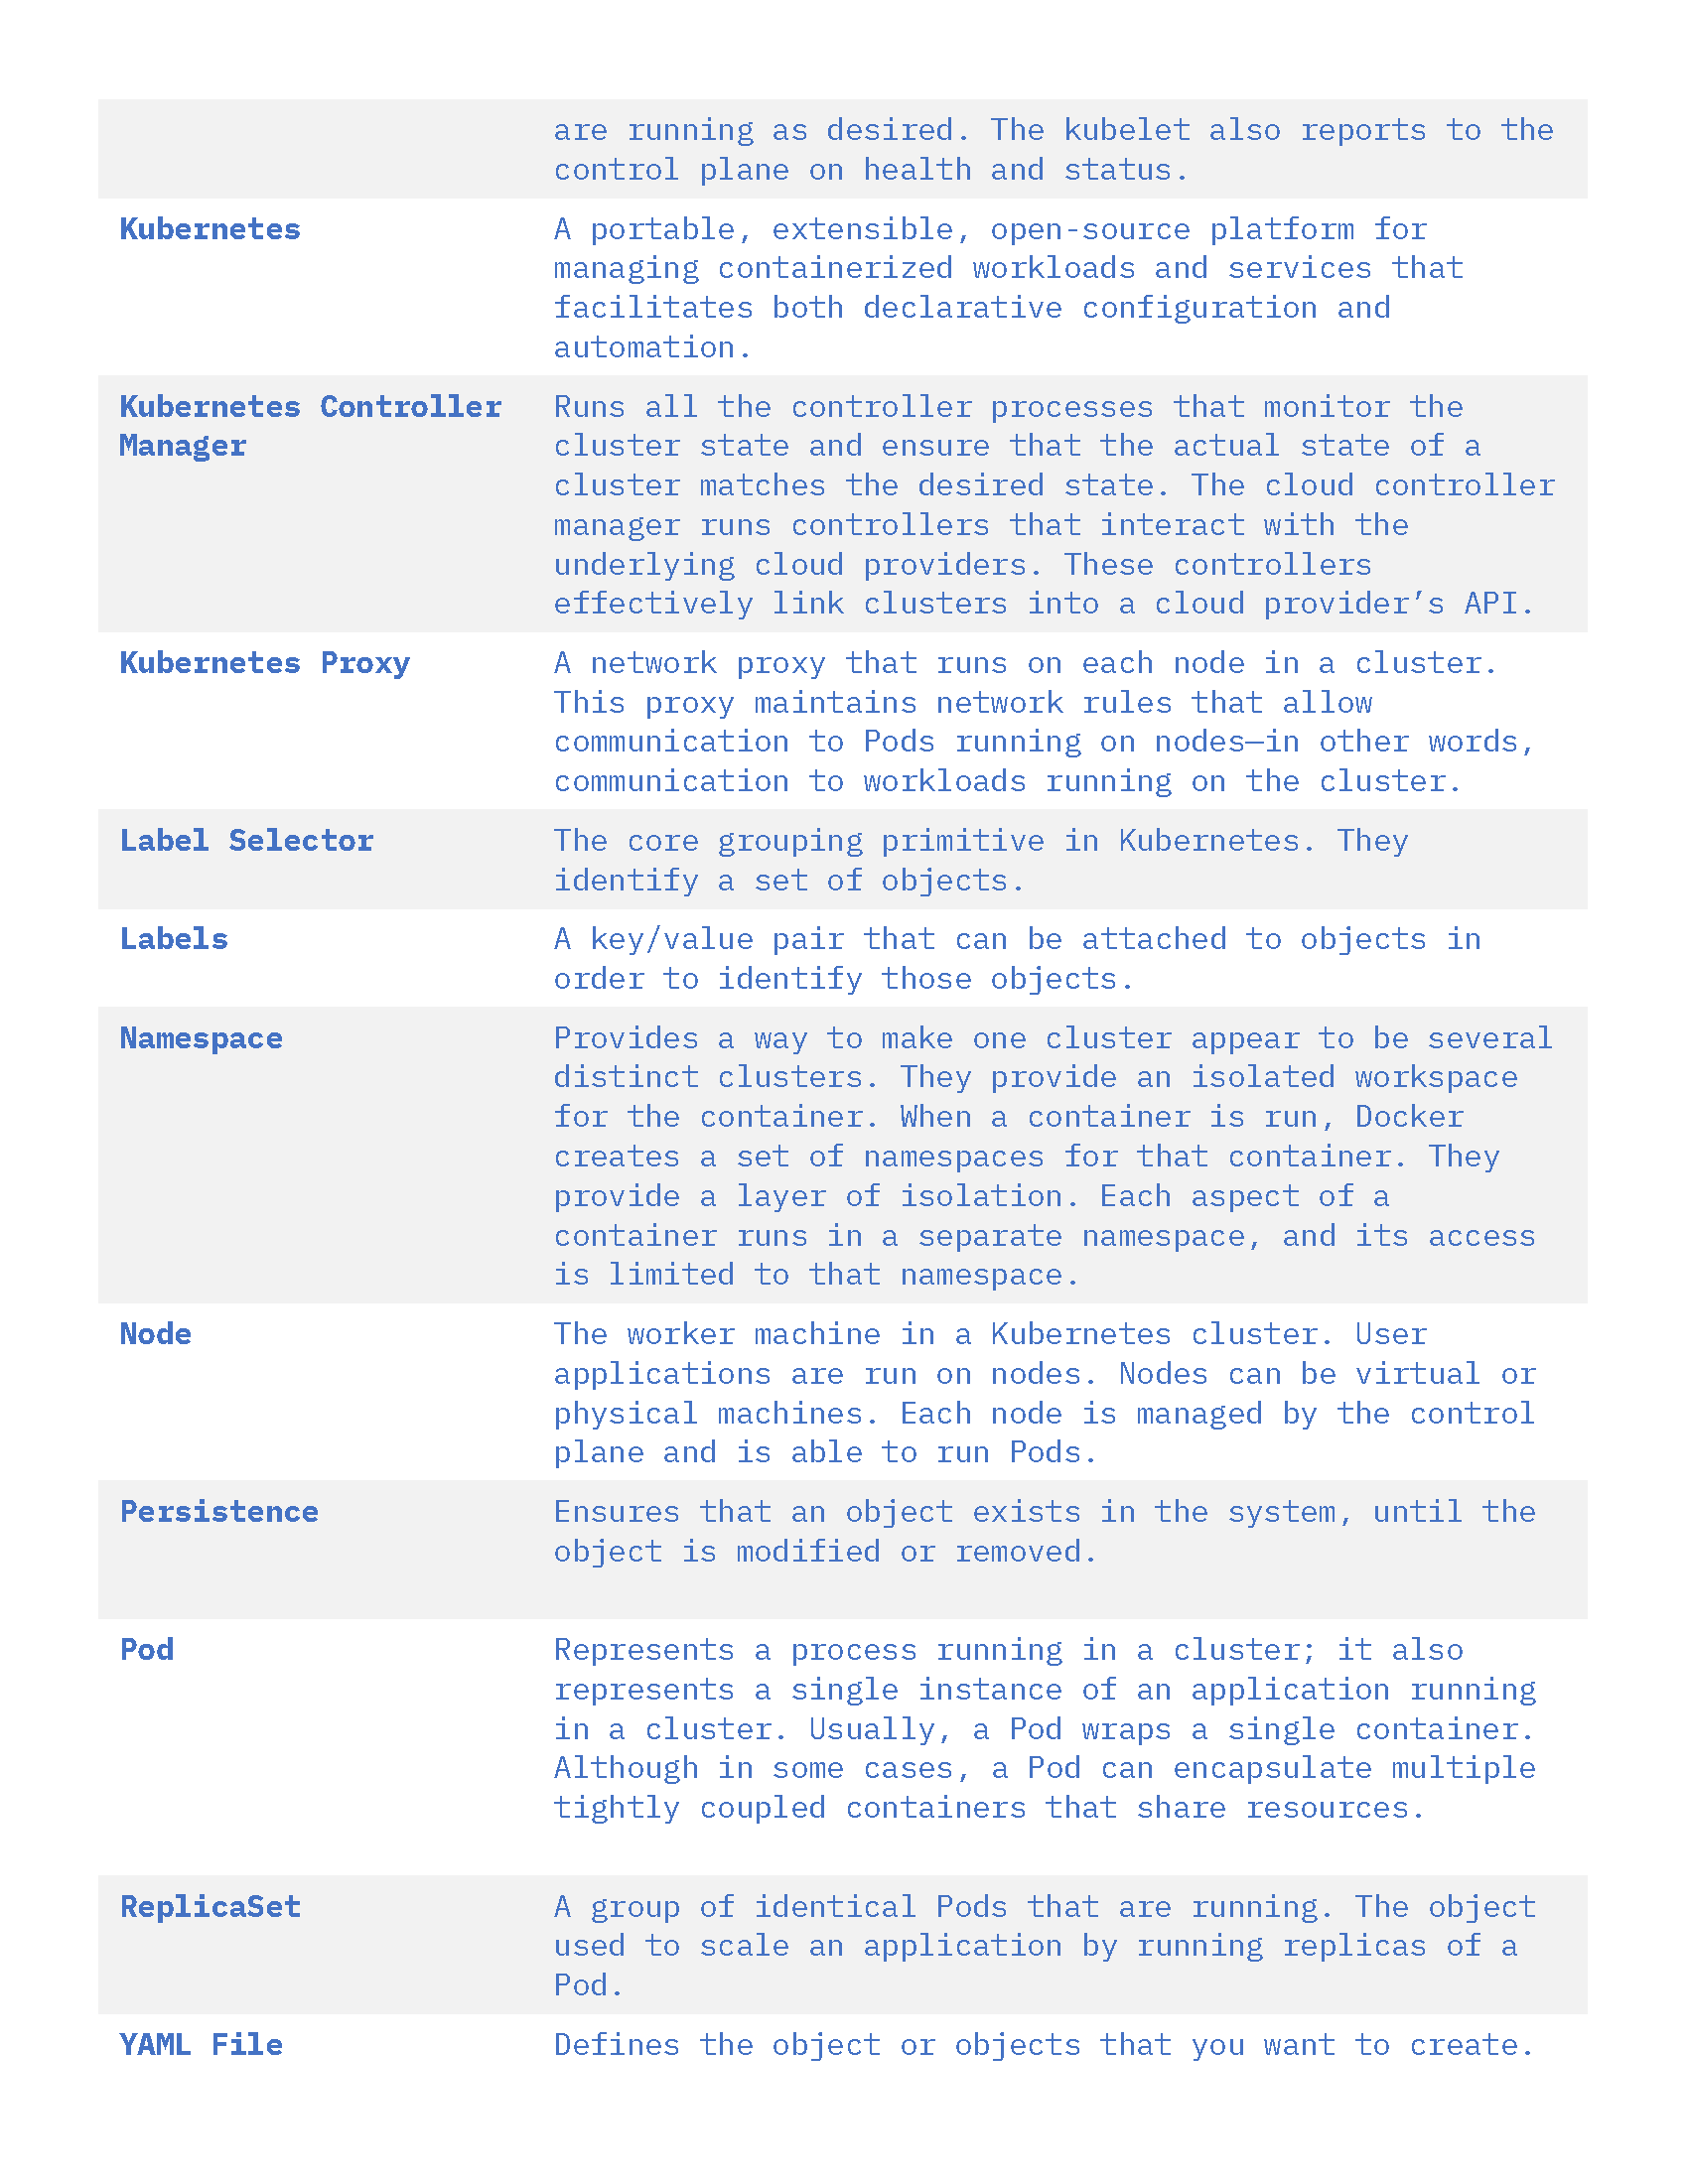 are running as desired. The kubelet also reports to the
control plane on health and status.
Kubernetes
A portable, extensible, open-source platform for
managing containerized workloads and services that
facilitates both declarative configuration and
automation.
Kubernetes Controller
Manager
Runs all the controller processes that monitor the
cluster state and ensure that the actual state of a
cluster matches the desired state. The cloud controller
manager runs controllers that interact with the
underlying cloud providers. These controllers
effectively link clusters into a cloud provider’s API.
Kubernetes Proxy
A network proxy that runs on each node in a cluster.
This proxy maintains network rules that allow
communication to Pods running on nodes—in other words,
communication to workloads running on the cluster.
Label Selector
The core grouping primitive in Kubernetes. They
identify a set of objects.
Labels
A key/value pair that can be attached to objects in
order to identify those objects.
Namespace
Provides a way to make one cluster appear to be several
distinct clusters. They provide an isolated workspace
for the container. When a container is run, Docker
creates a set of namespaces for that container. They
provide a layer of isolation. Each aspect of a
container runs in a separate namespace, and its access
is limited to that namespace.
Node
The worker machine in a Kubernetes cluster. User
applications are run on nodes. Nodes can be virtual or
physical machines. Each node is managed by the control
plane and is able to run Pods.
Persistence
Ensures that an object exists in the system, until the
object is modified or removed.
Pod
Represents a process running in a cluster; it also
represents a single instance of an application running
in a cluster. Usually, a Pod wraps a single container.
Although in some cases, a Pod can encapsulate multiple
tightly coupled containers that share resources.
ReplicaSet
A group of identical Pods that are running. The object
used to scale an application by running replicas of a
Pod.
YAML File
Defines the object or objects that you want to create.